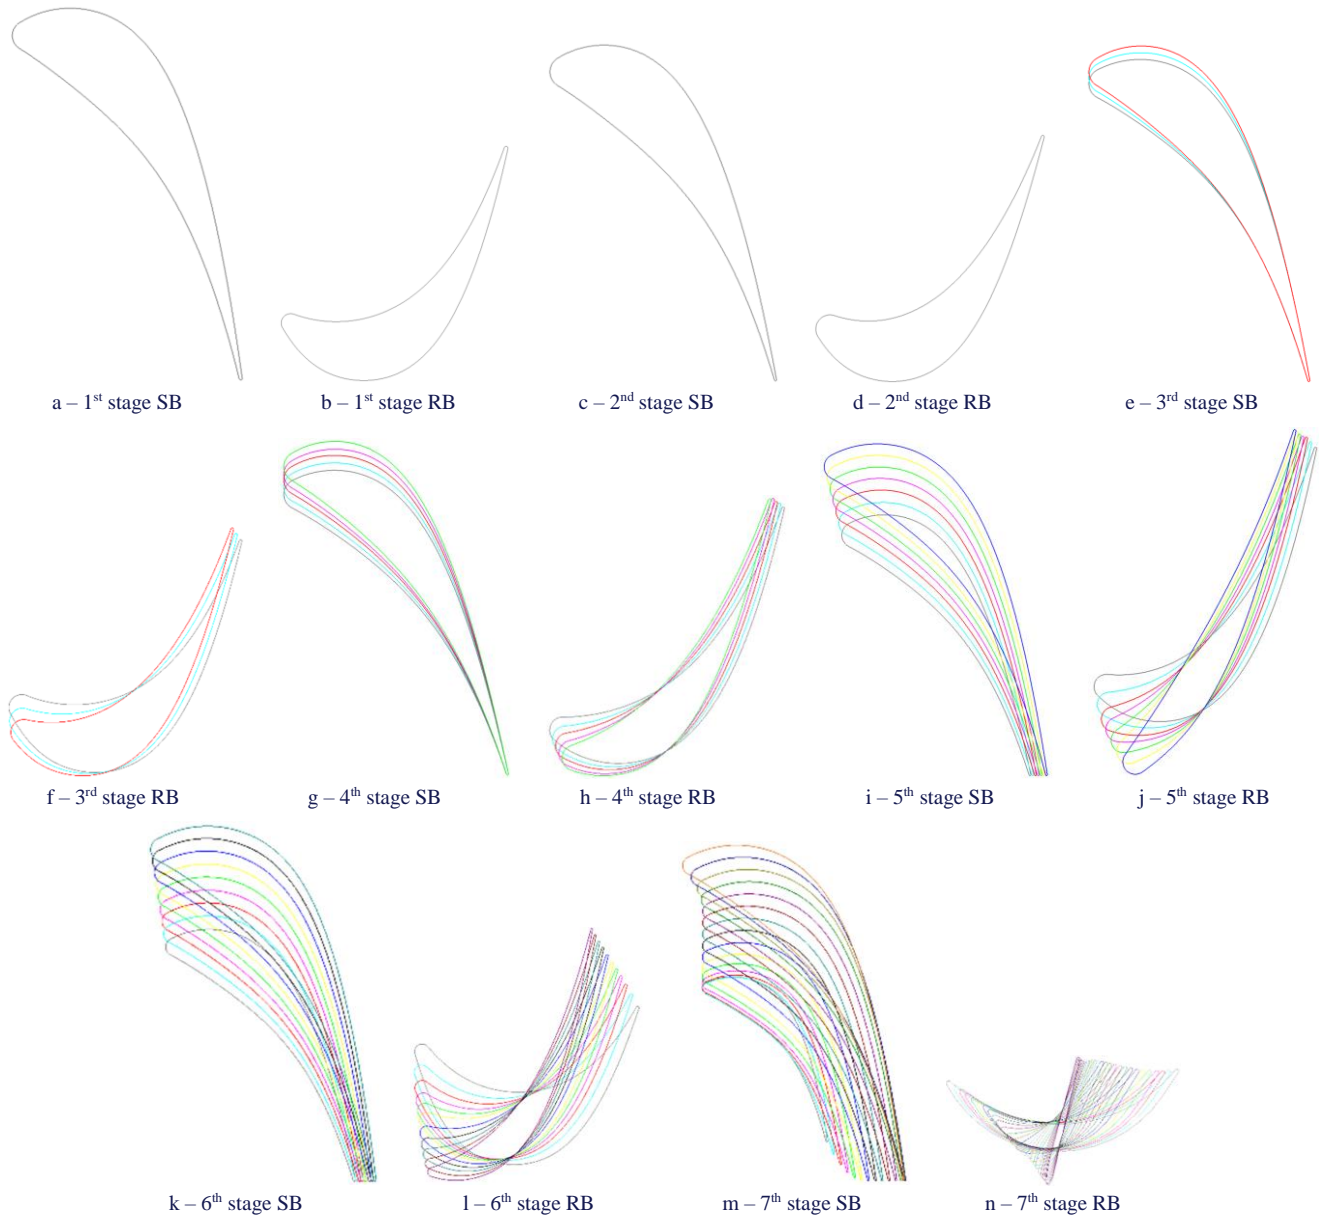 a – 1st stage SB
b – 1st stage RB
c – 2nd stage SB
d – 2nd stage RB
e – 3rd stage SB
f – 3rd stage RB
g – 4th stage SB
h – 4th stage RB
i – 5th stage SB
j – 5th stage RB
k – 6th stage SB
l – 6th stage RB
m – 7th stage SB
n – 7th stage RB